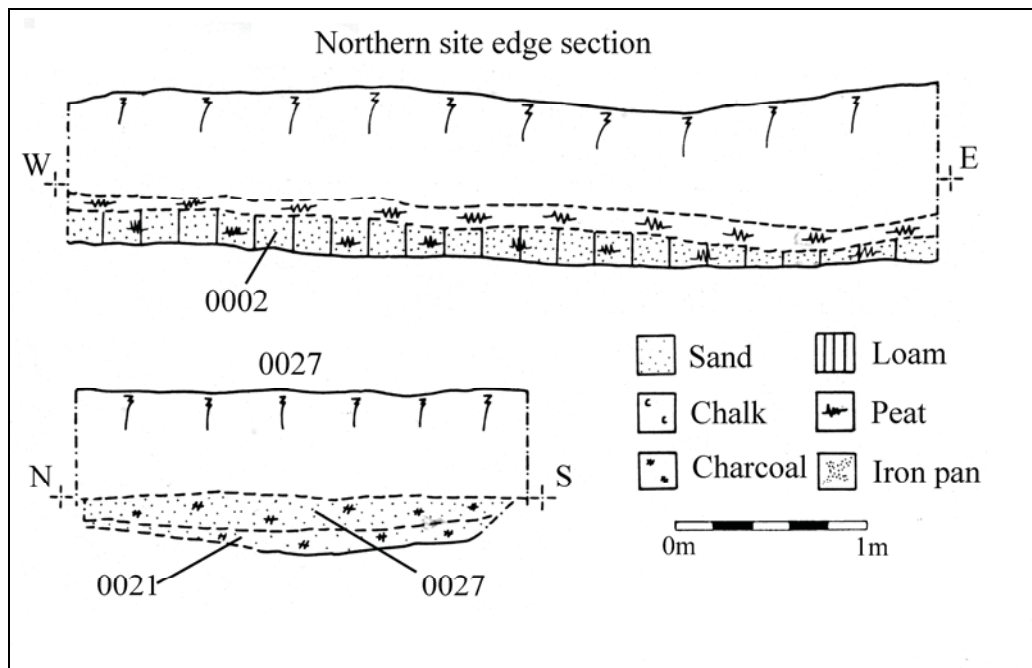 Northern site edge section
W
E
0002
0027
N
S
0021
0027
Sand
Loam
Chalk
Peat
Charcoal
Iron pan
0m
1m